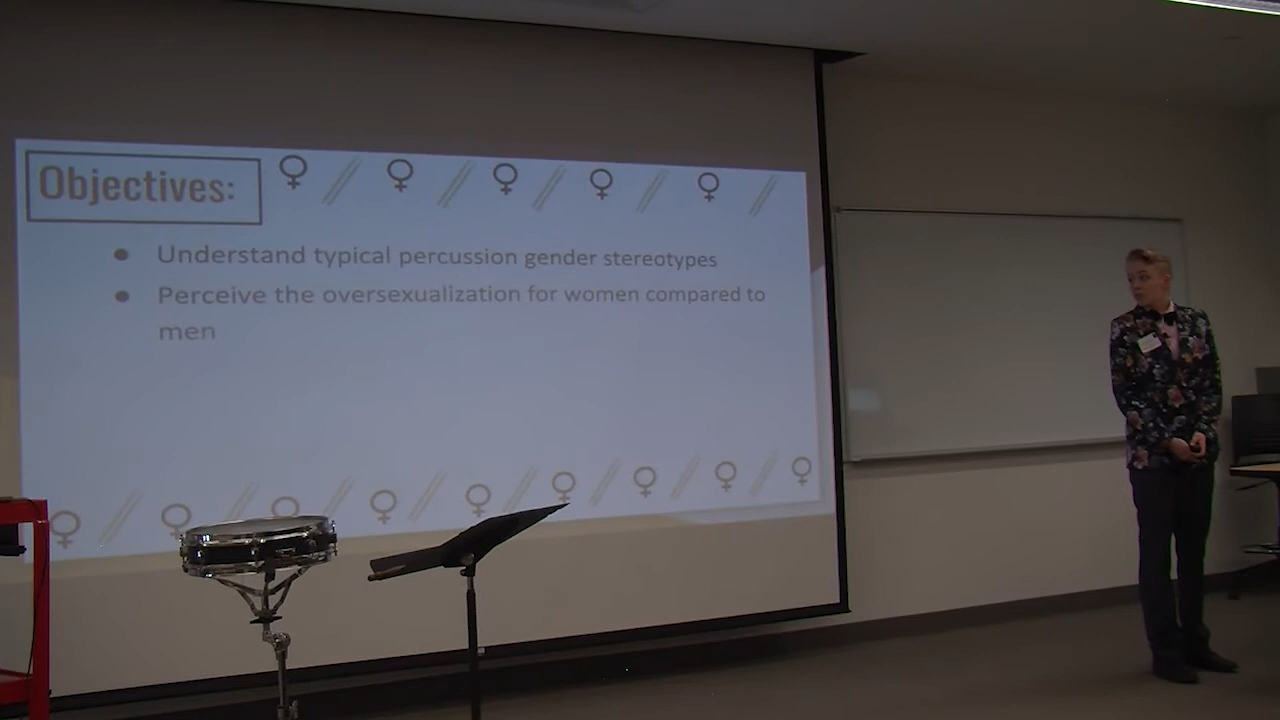 Objectives:
● Understand typical percussion gender stereotypes
● Perceive the oversexualization for women compared to
men